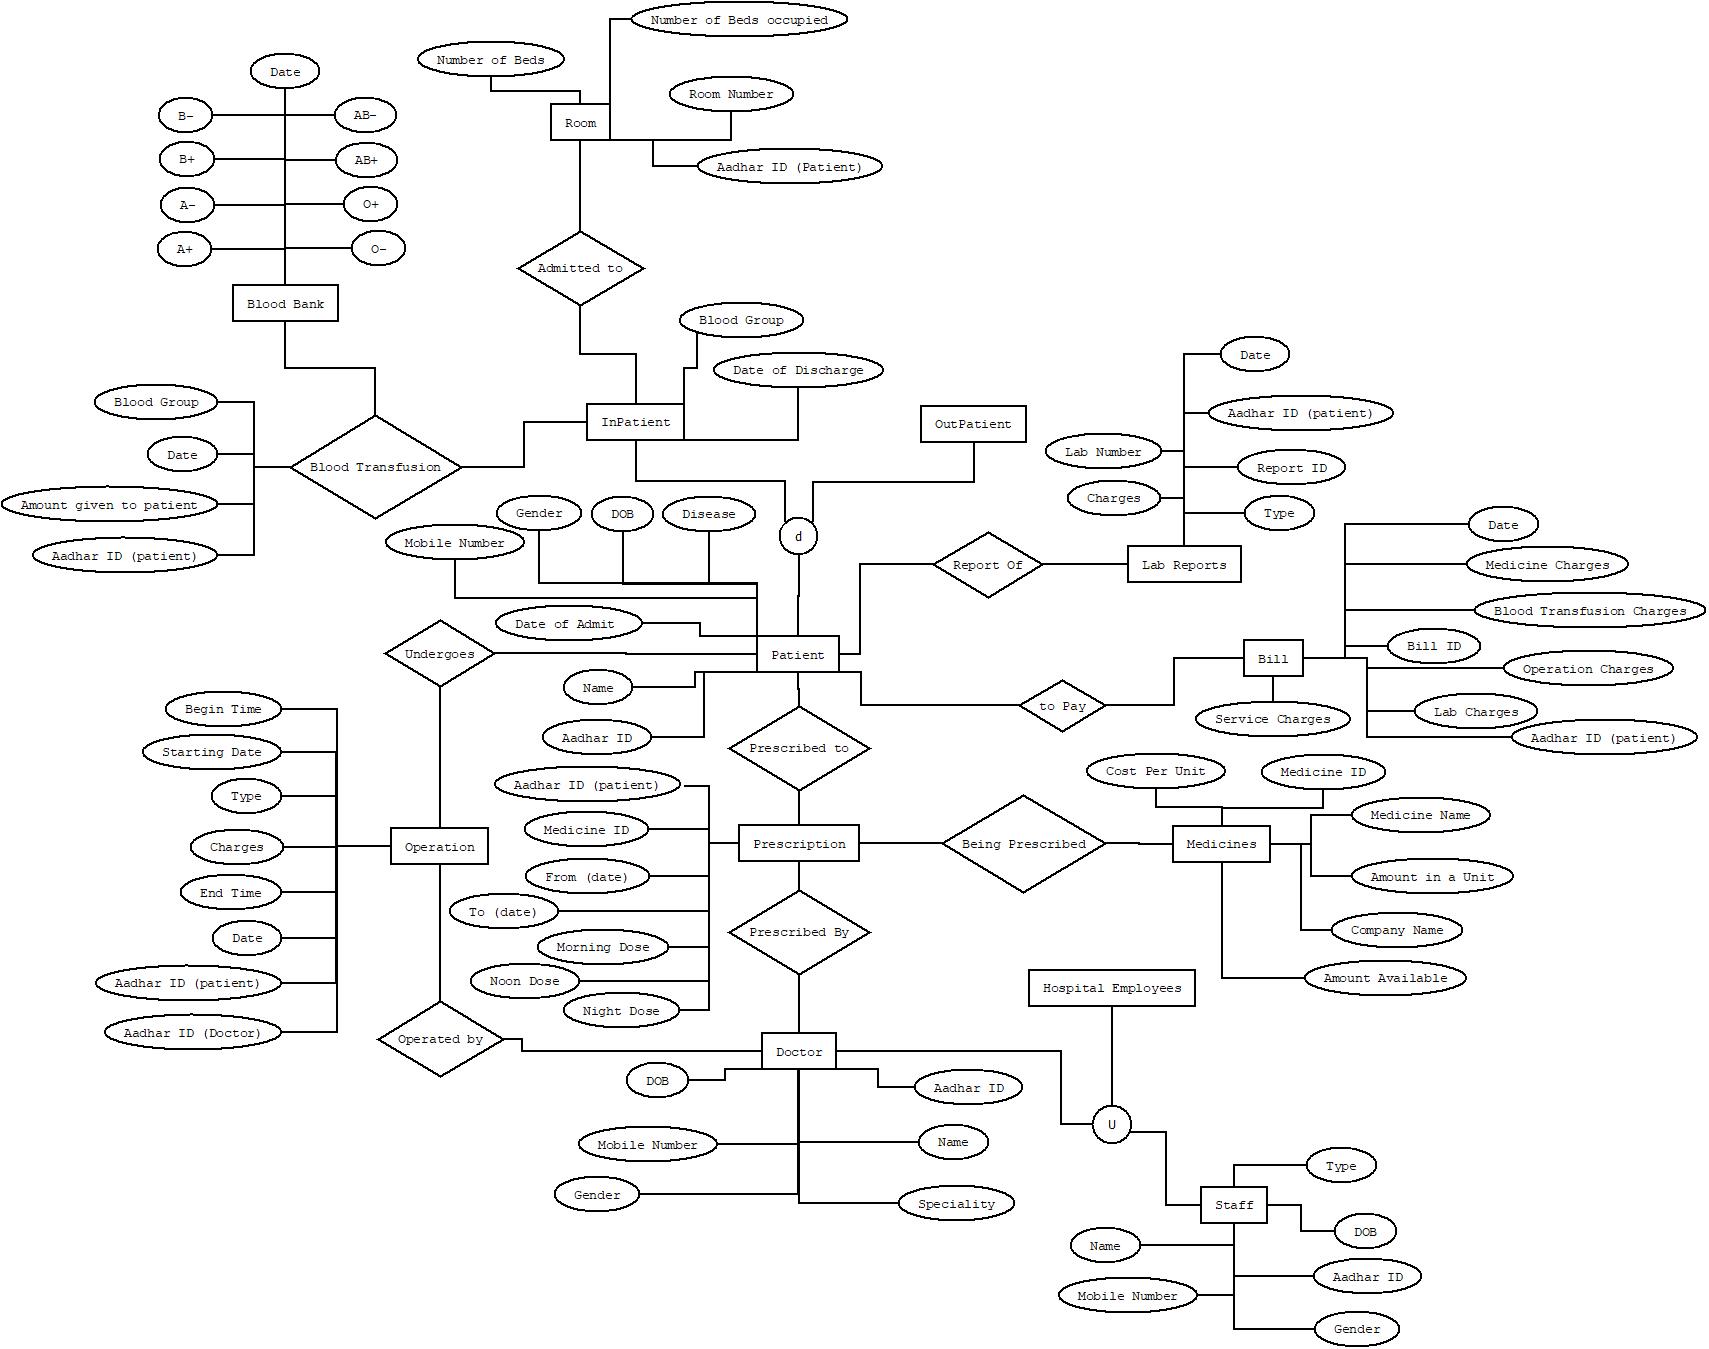 Number of Beds occupied
Number of Beds
Date
Room Number
B-
AB-
Room
B+
AB+
Aadhar ID (Patient)
A-
O+
A+
O-
Admitted to
Blood Bank
Blood Group
Date
Date of Discharge
Blood Group
Aadhar ID (patient)
InPatient
OutPatient
Lab Number
Date
Blood Transfusion
Report ID
Charges
Amount given to patient
Gender
DOB
Disease
Type
Date
Mobile Number
d
Aadhar ID (patient)
Report Of
Lab Reports
Medicine Charges
Blood Transfusion Charges
Date of Admit
Bill ID
Undergoes
Patient
Bill
Operation Charges
Name
Begin Time
to Pay
Service Charges
Lab Charges
Aadhar ID
Aadhar ID (patient)
Starting Date
Prescribed to
Cost Per Unit
Medicine ID
Aadhar ID (patient)
Type
Medicine Name
Medicine ID
Charges
Operation
Prescription
Being Prescribed
Medicines
From (date)
Amount in a Unit
End Time
To (date)
Company Name
Date
Prescribed By
Morning Dose
Amount Available
Aadhar ID (patient)
Noon Dose
Hospital Employees
Night Dose
Aadhar ID (Doctor)
Operated by
Doctor
DOB
Aadhar ID
U
Mobile Number
Name
Type
Gender
Speciality
Staff
DOB
Name
Aadhar ID
Mobile Number
Gender